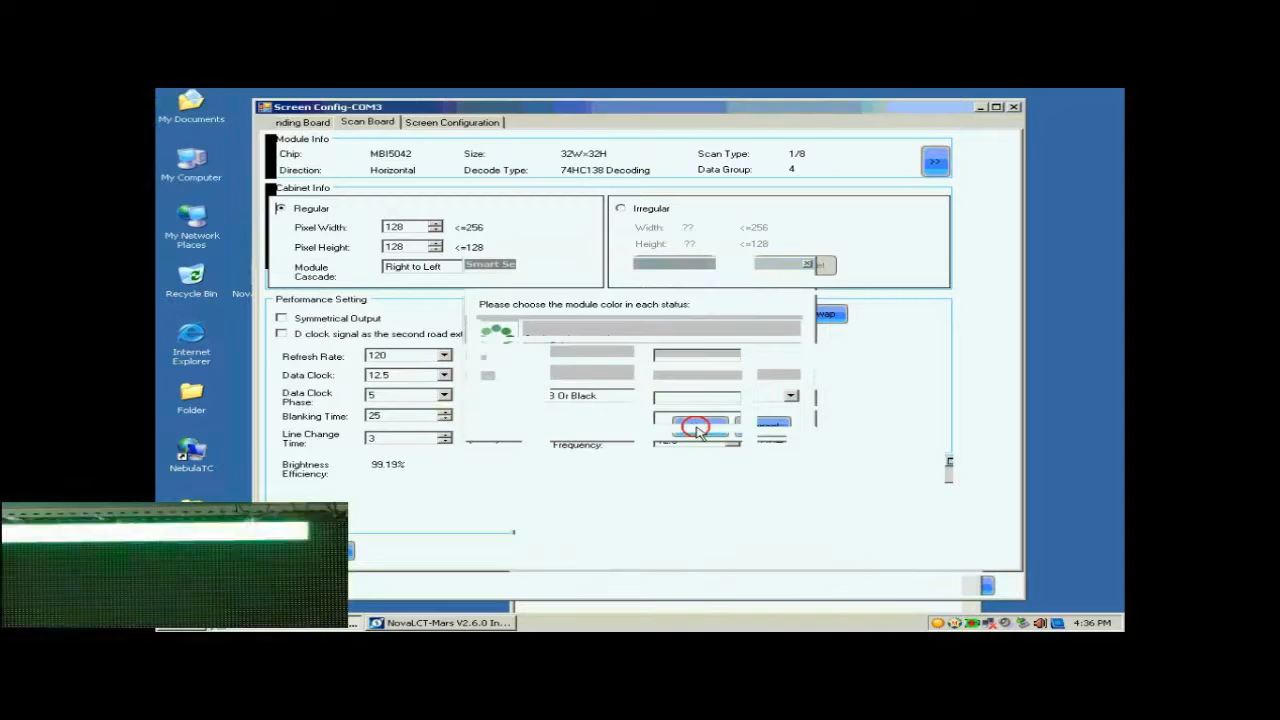 My Documents
My Computer
My Network
Places
Recycle Bin
Internet
Explorer
Folder
NebulaTC
Screen Config-COM3
nding Board
Scan Board
Screen Configuration
Module Info
Chip: MBI5042 Size: 32W=32H Scan Type: 1/8
Direction: Horizontal Decode Type: 74HC138 Decoding Data Group: 4
>>
Cabinet Info
Regular
Pixel Width: 128 <=256
Pixel Height: 128 <=128
Module
Cascade: Right to Left
Smart Se
Irregular
Width: ?? <=256
Height: ?? <=128
Performance Setting
Symmetrical Output
D clock signal as the second road ext
Refresh Rate: 120
Data Clock: 12.5
Data Clock
Phase: 5
Blanking Time: 25
Line Change
Time: 3
Brightness
Efficiency: 99.19%
Please choose the module color in each status:
wap
Or Black
Frequency:
NovaLCT-Mars V2.6.0 In...
4:36 PM